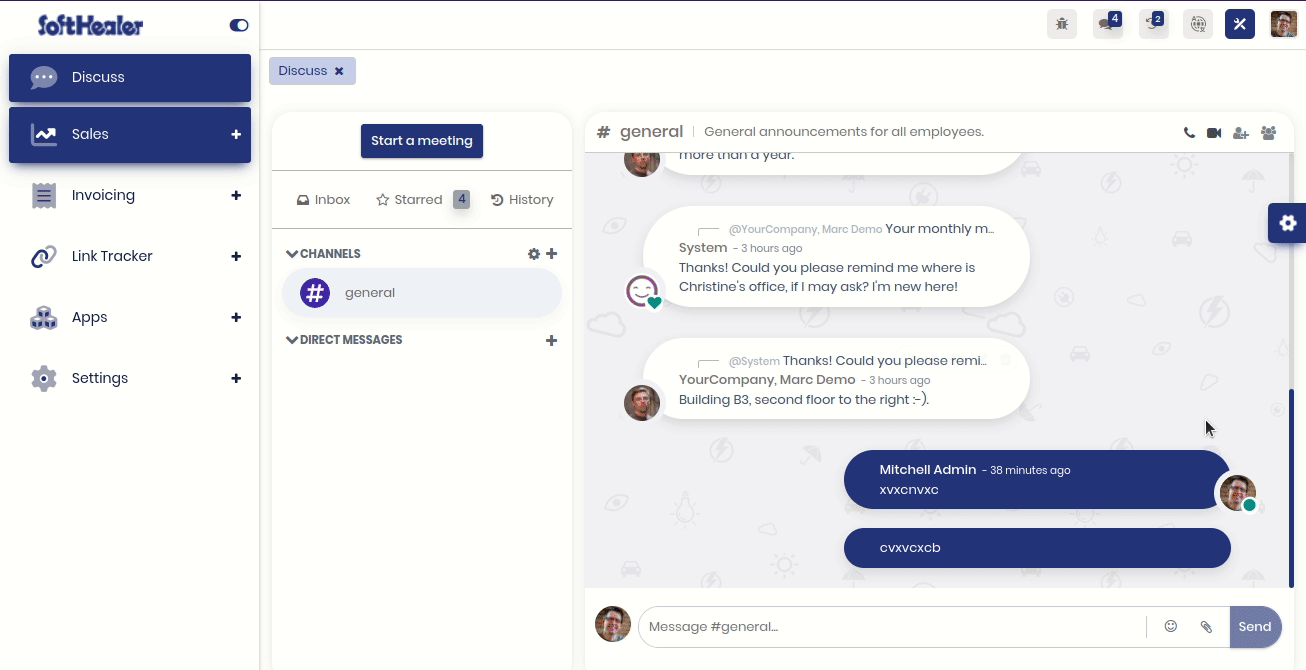 SoftHealer
4
2
Discuss
Discuss
Sales
Invoicing
Link Tracker
Apps
Settings
Start a meeting
Inbox
Starred
4
History
CHANNELS
general
DIRECT MESSAGES
# general
General announcements for all employees.
more than a year.
@YourCompany, Marc Demo Your monthly m...
System - 3 hours ago
Thanks! Could you please remind me where is
Christine's office, if I may ask? I'm new here!
@System Thanks! Could you please remi...
YourCompany, Marc Demo - 3 hours ago
Building B3, second floor to the right :-).
Mitchell Admin - 38 minutes ago
xvxcnvxc
cvxvcxcb
Message #general...
Send